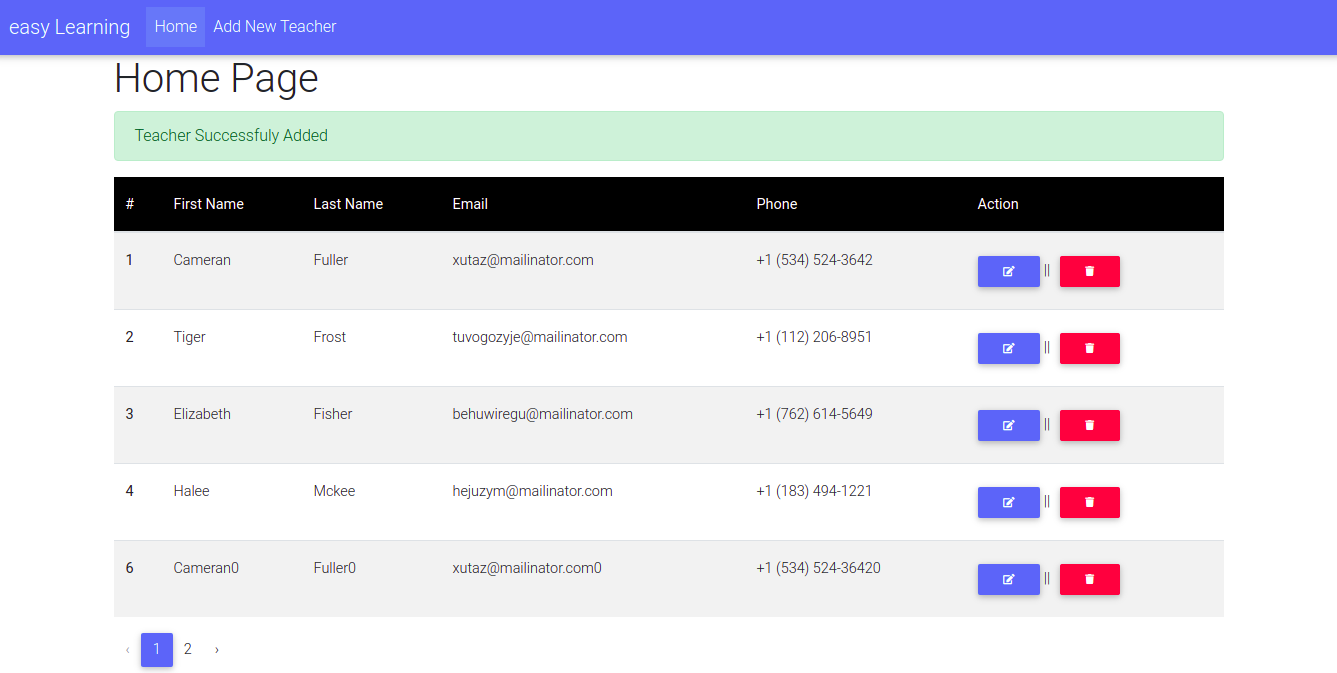 easy Learning Home Add New Teacher
Home Page
Teacher Successfuly Added
# First Name Last Name Email Phone Action
1 Cameran Fuller xutaz@mailinator.com +1 (534) 524-3642 ||
2 Tiger Frost tuvogozyje@mailinator.com +1 (112) 206-8951 ||
3 Elizabeth Fisher behuwiregu@mailinator.com +1 (762) 614-5649 ||
4 Halee Mckee hejuzym@mailinator.com +1 (183) 494-1221 ||
6 Cameran0 Fuller0 xutaz@mailinator.com0 +1 (534) 524-36420 ||
‹ 1 2 ›